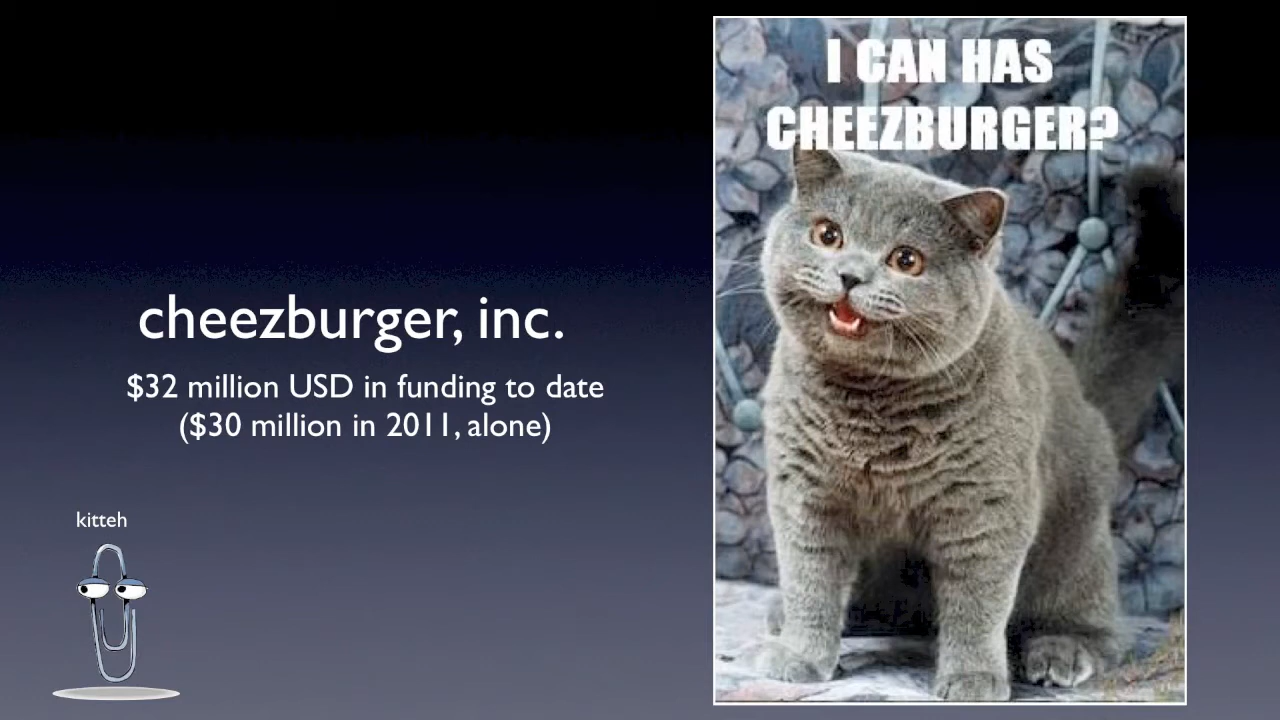 I CAN HAS
CHEEZBURGER?
cheezburger, inc.
$32 million USD in funding to date
($30 million in 2011, alone)
kitteh